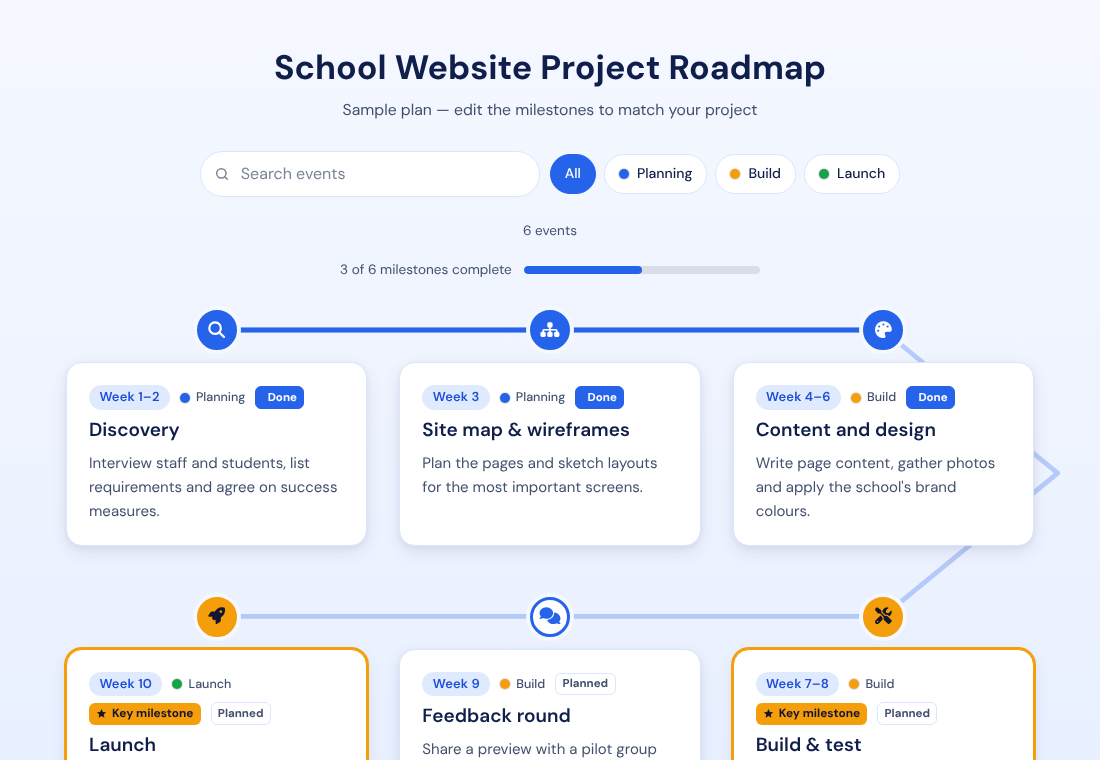 School Website Project Roadmap
Sample plan — edit the milestones to match your project
Search events
All
Planning
Build
Launch
6 events
3 of 6 milestones complete
Week 1–2 Planning Done
Discovery
Interview staff and students, list
requirements and agree on success
measures.
Week 3 Planning Done
Site map & wireframes
Plan the pages and sketch layouts
for the most important screens.
Week 4–6 Build Done
Content and design
Write page content, gather photos
and apply the school's brand
colours.
Week 10 Launch
Key milestone Planned
Launch
Week 9 Build Planned
Feedback round
Share a preview with a pilot group
Week 7–8 Build
Key milestone Planned
Build & test